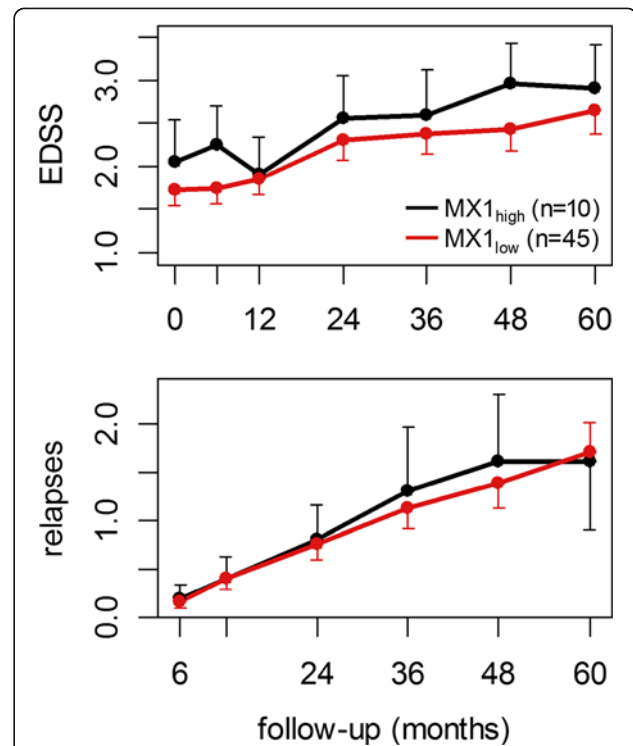 EDSS
3.0
2.0
1.0
MX1high (n=10)
MX1low (n=45)
0 12 24 36 48 60
relapses
2.0
1.0
0.0
6 24 36 48 60
follow-up (months)